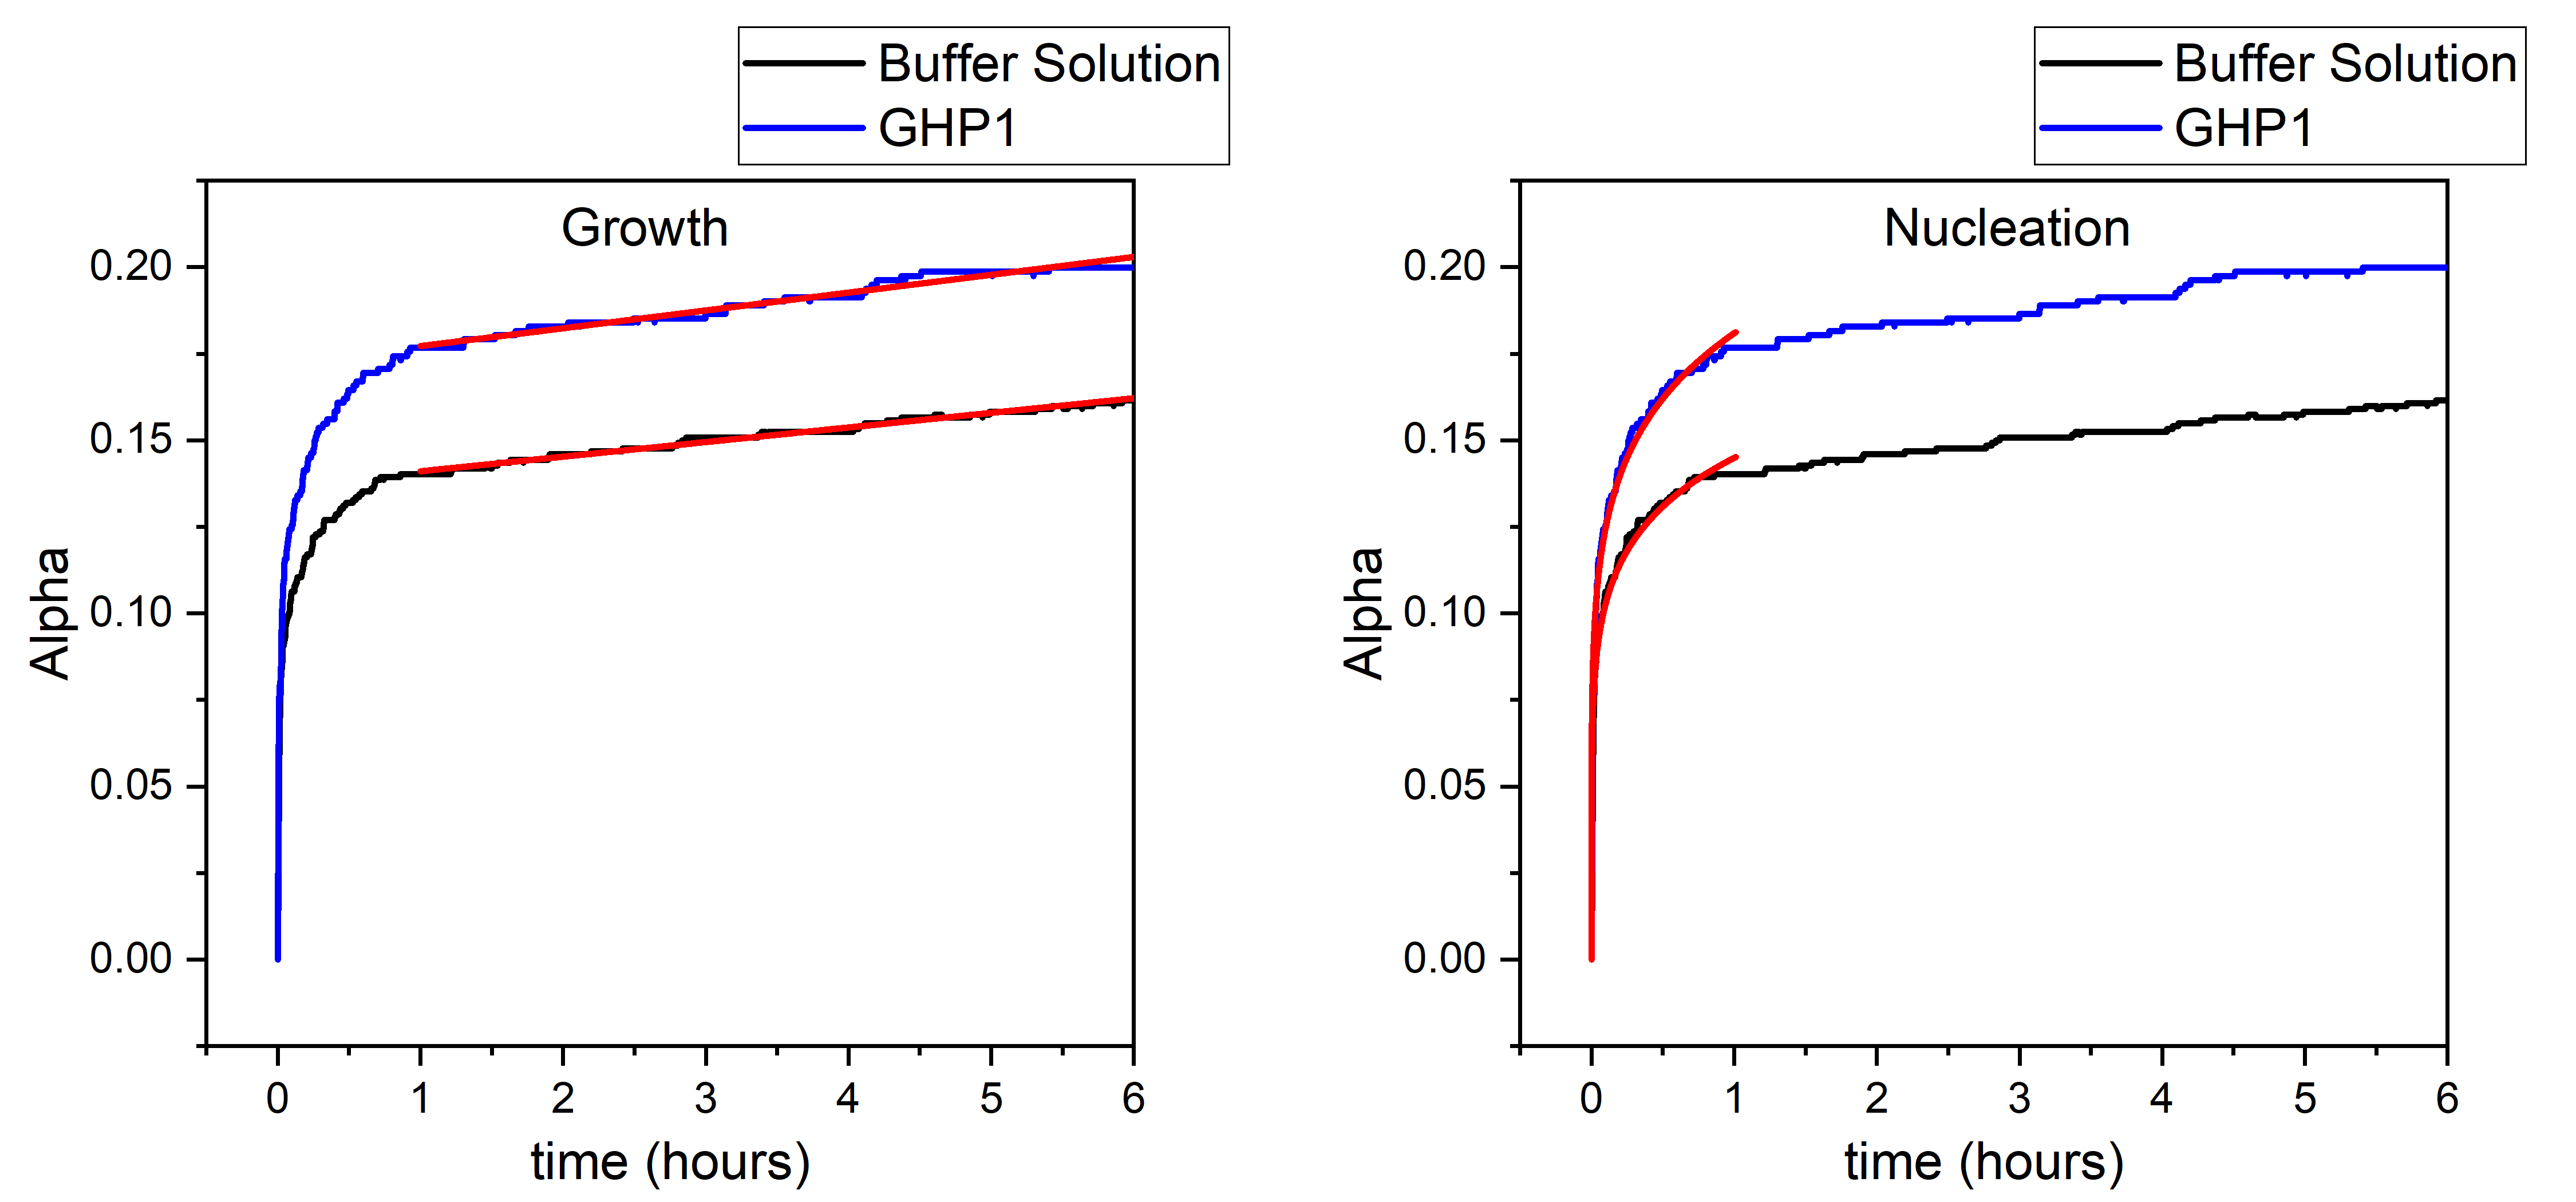 Buffer Solution
GHP1
Growth
0.20
0.15
0.10
0.05
0.00
Alpha
0 1 2 3 4 5 6
time (hours)
Buffer Solution
GHP1
Nucleation
0.20
0.15
0.10
0.05
0.00
Alpha
0 1 2 3 4 5 6
time (hours)